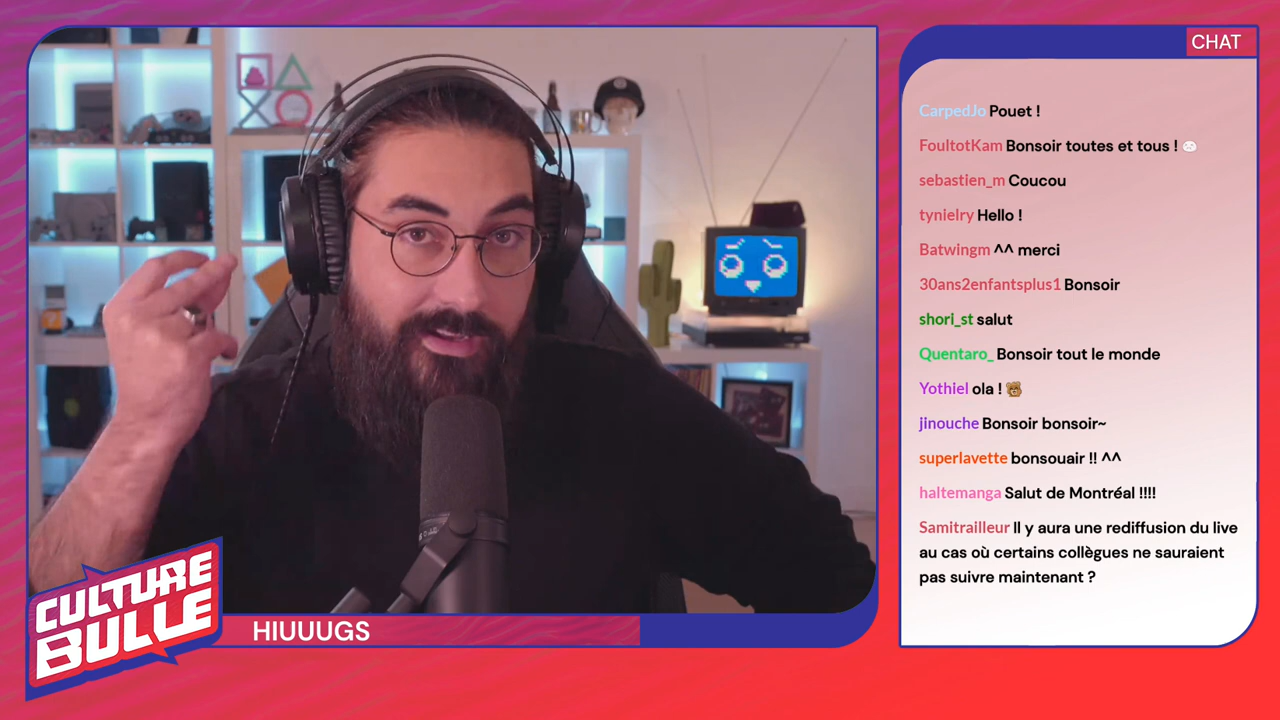 CHAT
CarpedJo Pouet !
FoultotKam Bonsoir toutes et tous !
sebastien_m Coucou
tynielry Hello !
Batwingm ^^ merci
30ans2enfantsplus1 Bonsoir
shori_st salut
Quentaro_ Bonsoir tout le monde
Yothiel ola !
jinouche Bonsoir bonsoir~
superlavette bonsouair !! ^^
haltemanga Salut de Montréal !!!!
Samitrailleur Il y aura une rediffusion du live
au cas où certains collègues ne sauraient
pas suivre maintenant ?
CULTURE
BULLE
HIUUUGS